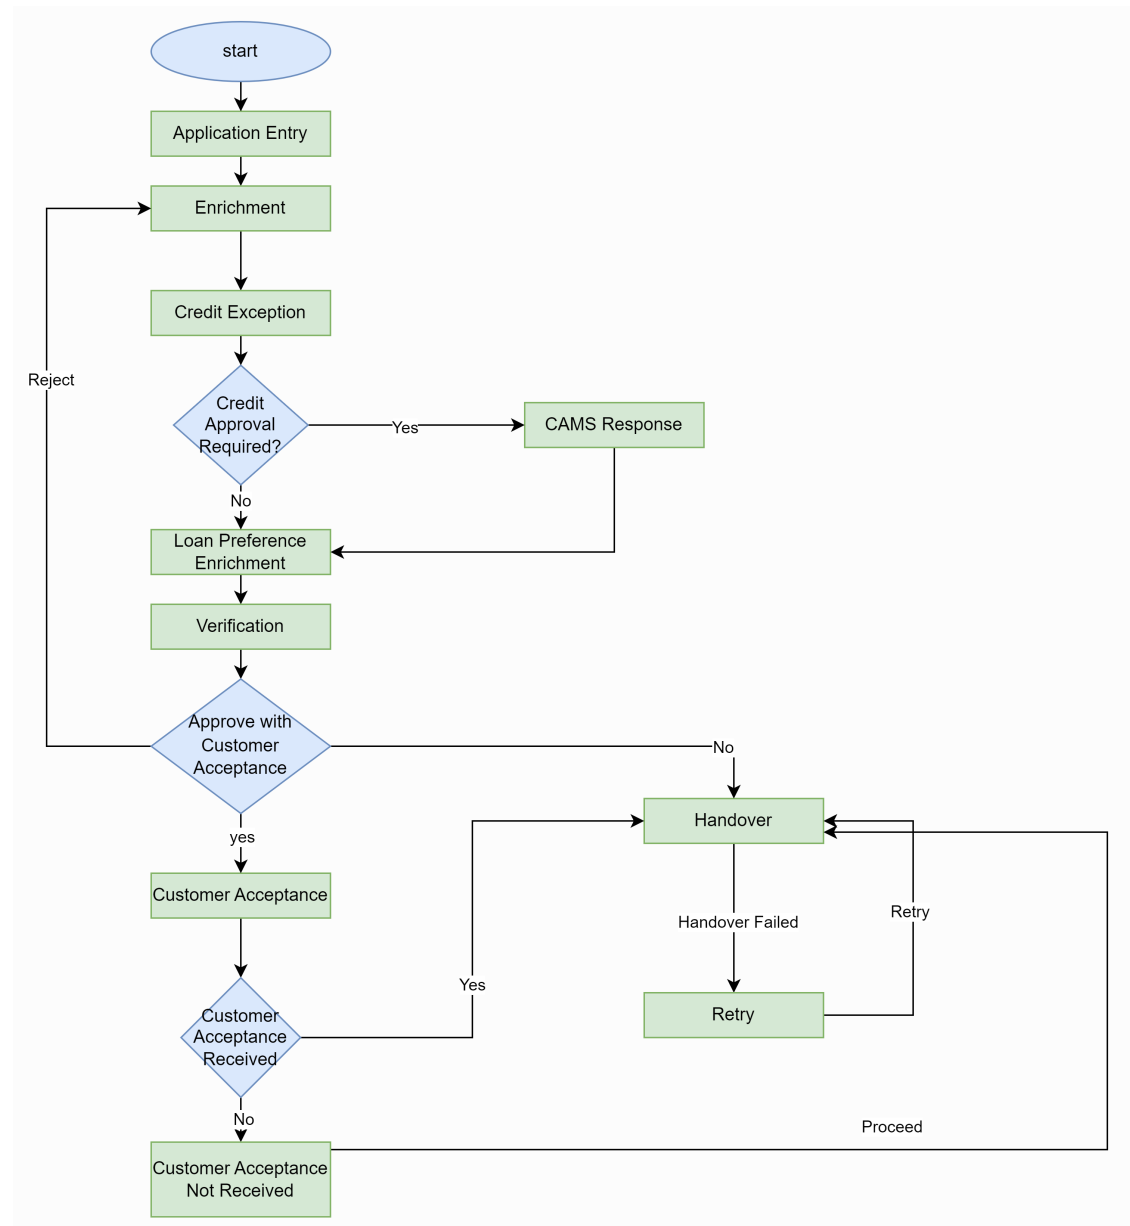 start
Application Entry
Enrichment
Credit Exception
Reject
Credit
Approval
Required?
Yes
CAMS Response
No
Loan Preference
Enrichment
Verification
Approve with
Customer
Acceptance
No
Handover
yes
Customer Acceptance
Handover Failed
Retry
Yes
Customer
Acceptance
Received
Retry
No
Proceed
Customer Acceptance
Not Received